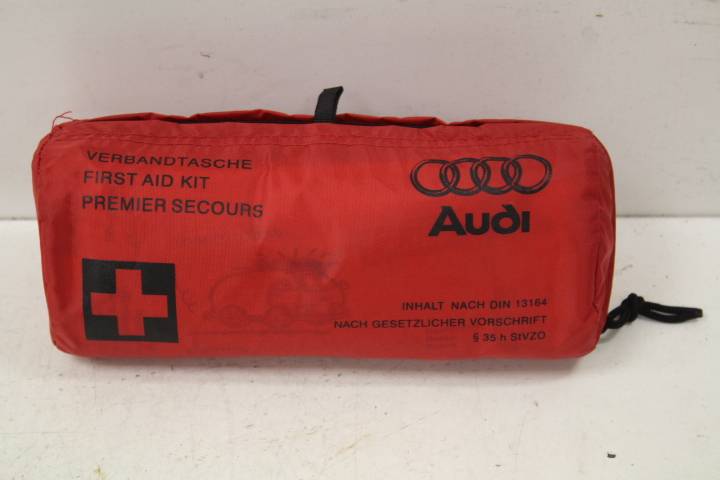 VERBANDTASCHE
FIRST AID KIT
PREMIER SECOURS
Audi
INHALT NACH DIN 13164
NACH GESETZLICHER VORSCHRIFT
§ 35 h StVZO